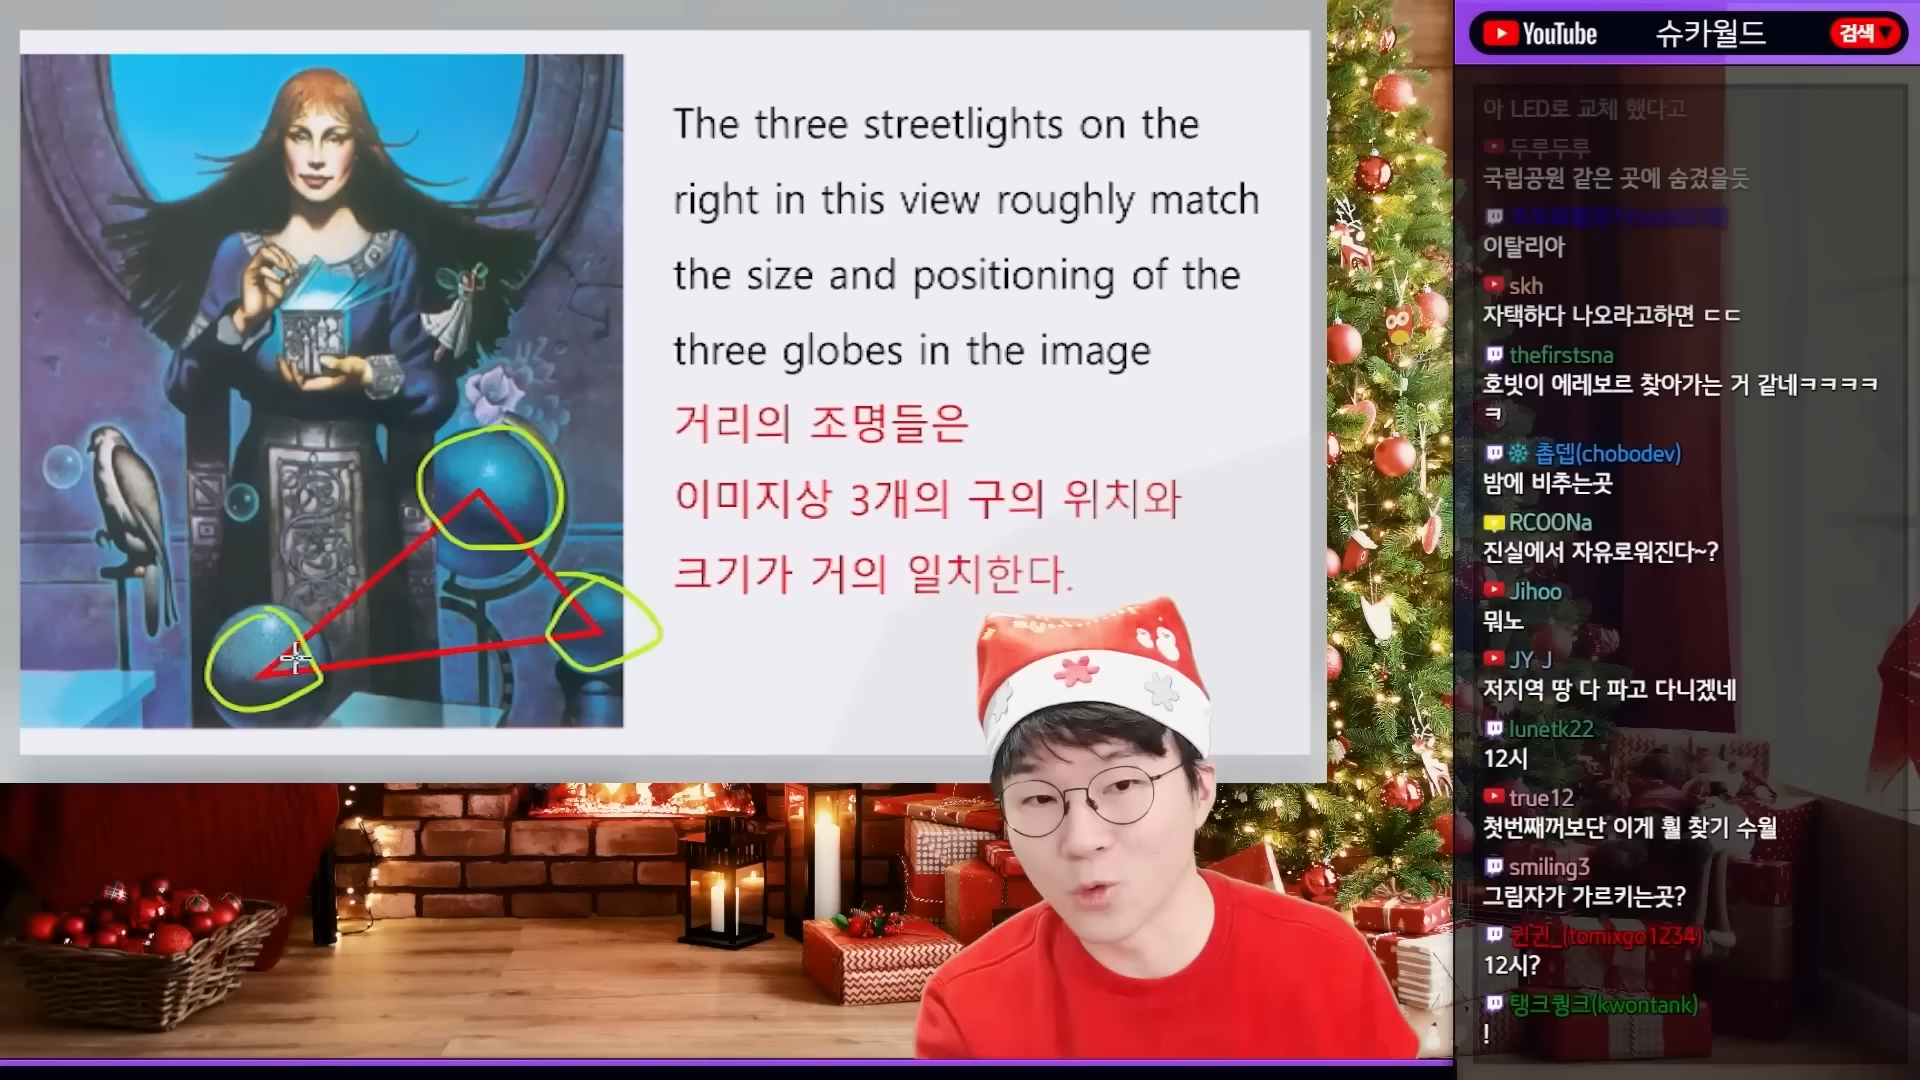 The three streetlights on the
right in this view roughly match
the size and positioning of the
three globes in the image
거리의 조명들은
이미지상 3개의 구의 위치와
크기가 거의 일치한다.
YouTube 슈카월드 검색
아 LED로 교체 했다고
두루두루
국립공원 같은 곳에 숨겼을듯
이탈리아
skh
자택하다 나오라고하면 ㄷㄷ
thefirstsna
호빗이 에레보르 찾아가는 거 같네ㅋㅋㅋㅋ
ㅋ
촙뎁(chobodev)
밤에 비추는곳
RCOONa
진실에서 자유로워진다~?
Jihoo
뭐노
JY J
저지역 땅 다 파고 다니겠네
lunetk22
12시
true12
첫번째꺼보단 이게 훨 찾기 수월
smiling3
그림자가 가르키는곳?
퀸귄_(tomixgo1234)
12시?
탱크퀑크(kwontank)
!